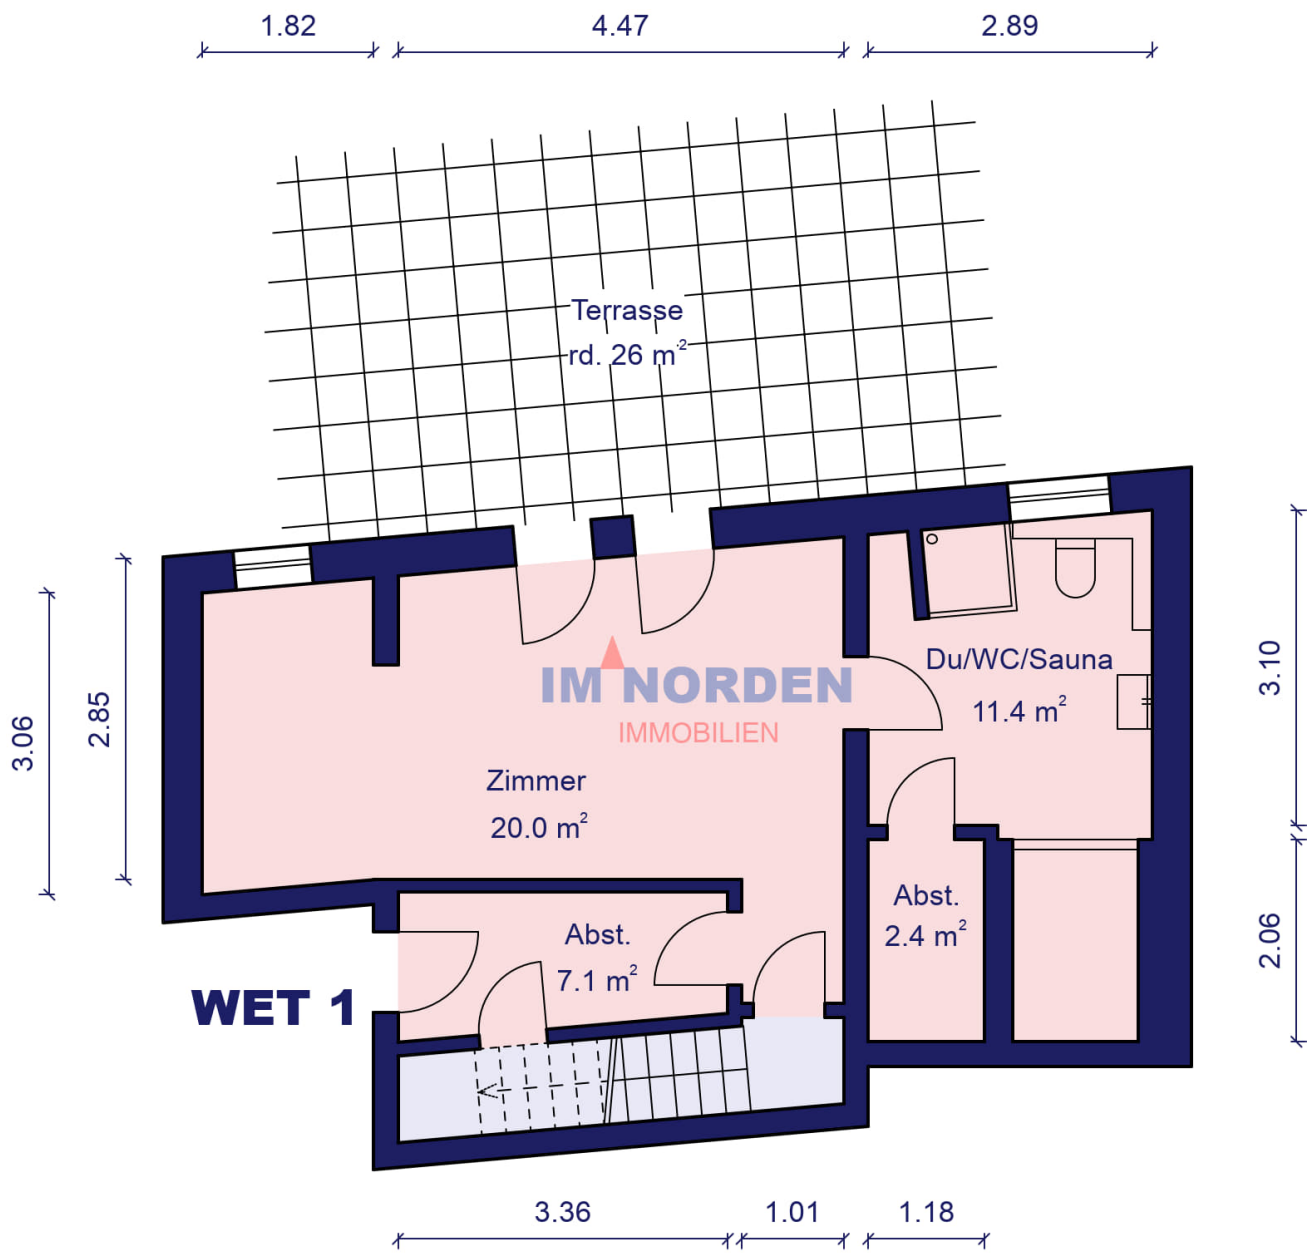 1.82
4.47
2.89
Terrasse
rd. 26 m²
IM NORDEN
IMMOBILIEN
Du/WC/Sauna
11.4 m²
3.10
3.06
2.85
Zimmer
20.0 m²
Abst.
2.4 m²
Abst.
7.1 m²
2.06
WET 1
3.36
1.01
1.18